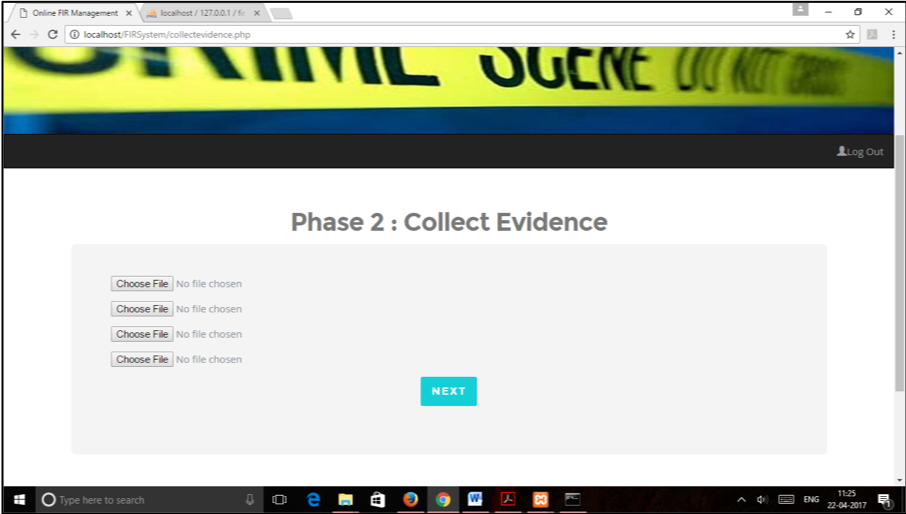 Online FIR Management
localhost / 127.0.0.1 / fi
localhost/FIRSystem/collectevidence.php
CRIME SCENE DO NOT CROSS
Log Out
Phase 2 : Collect Evidence
Choose File No file chosen
Choose File No file chosen
Choose File No file chosen
Choose File No file chosen
NEXT
Type here to search
ENG
11:25
22-04-2017